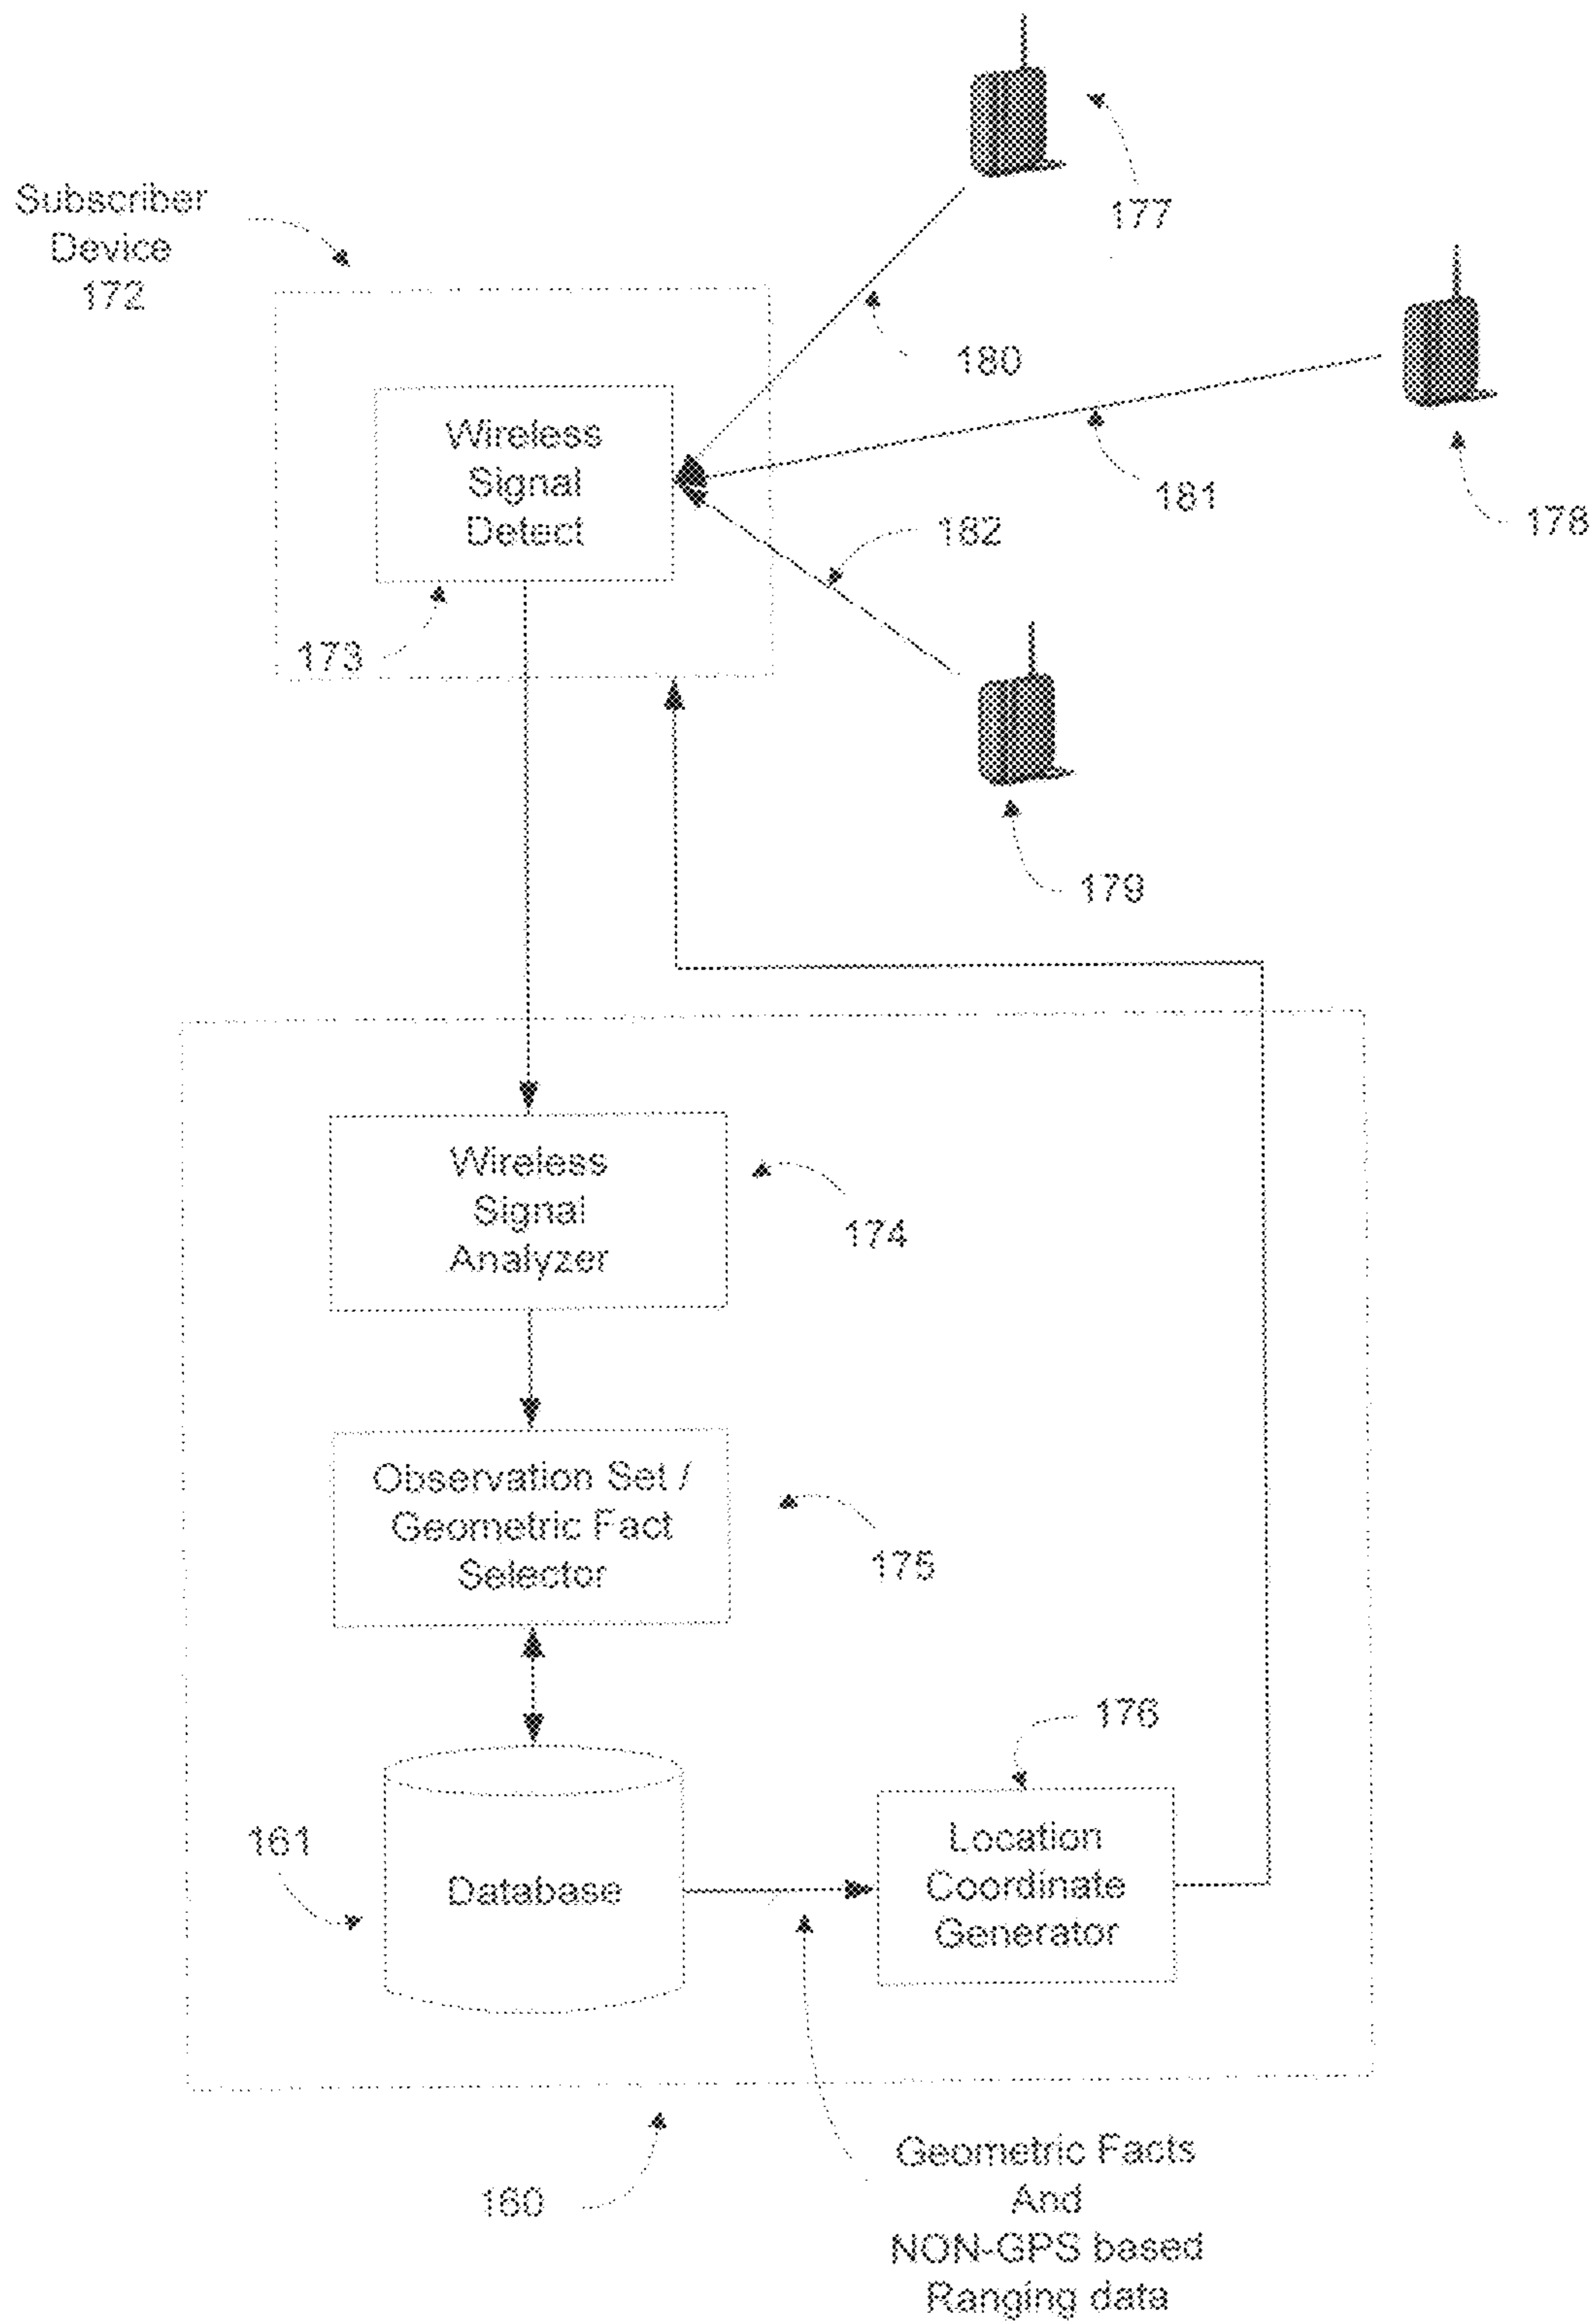 177
Subscriber
Device
172
180
Wireless
Signal
Detect
181
178
182
173
179
Wireless
Signal
Analyzer
174
Observation Set /
Geometric Fact
Selector
175
176
161
Database
Location
Coordinate
Generator
160
Geometric Facts
And
NON-GPS based
Ranging data